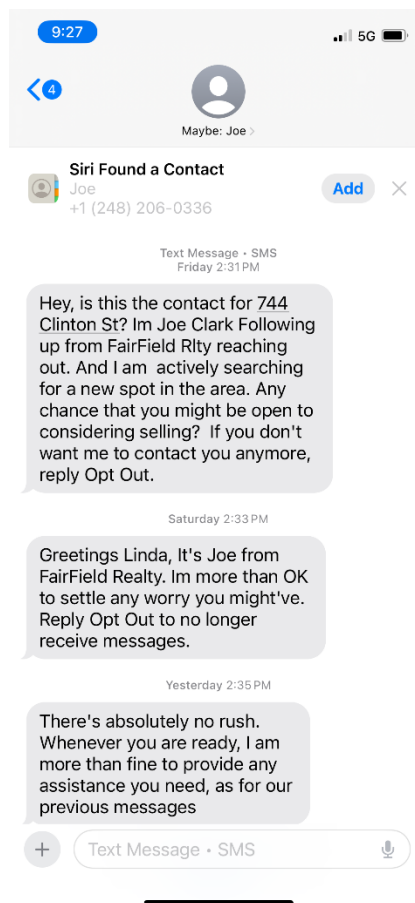 9:27
5G
4
Maybe: Joe
Siri Found a Contact
Joe
Add
+1 (248) 206-0336
Text Message • SMS
Friday 2:31 PM
Hey, is this the contact for 744
Clinton St? Im Joe Clark Following
up from FairField Rlty reaching
out. And I am  actively searching
for a new spot in the area. Any
chance that you might be open to
considering selling?  If you don't
want me to contact you anymore,
reply Opt Out.
Saturday 2:33 PM
Greetings Linda, It's Joe from
FairField Realty. Im more than OK
to settle any worry you might've.
Reply Opt Out to no longer
receive messages.
Yesterday 2:35 PM
There's absolutely no rush.
Whenever you are ready, I am
more than fine to provide any
assistance you need, as for our
previous messages
Text Message • SMS